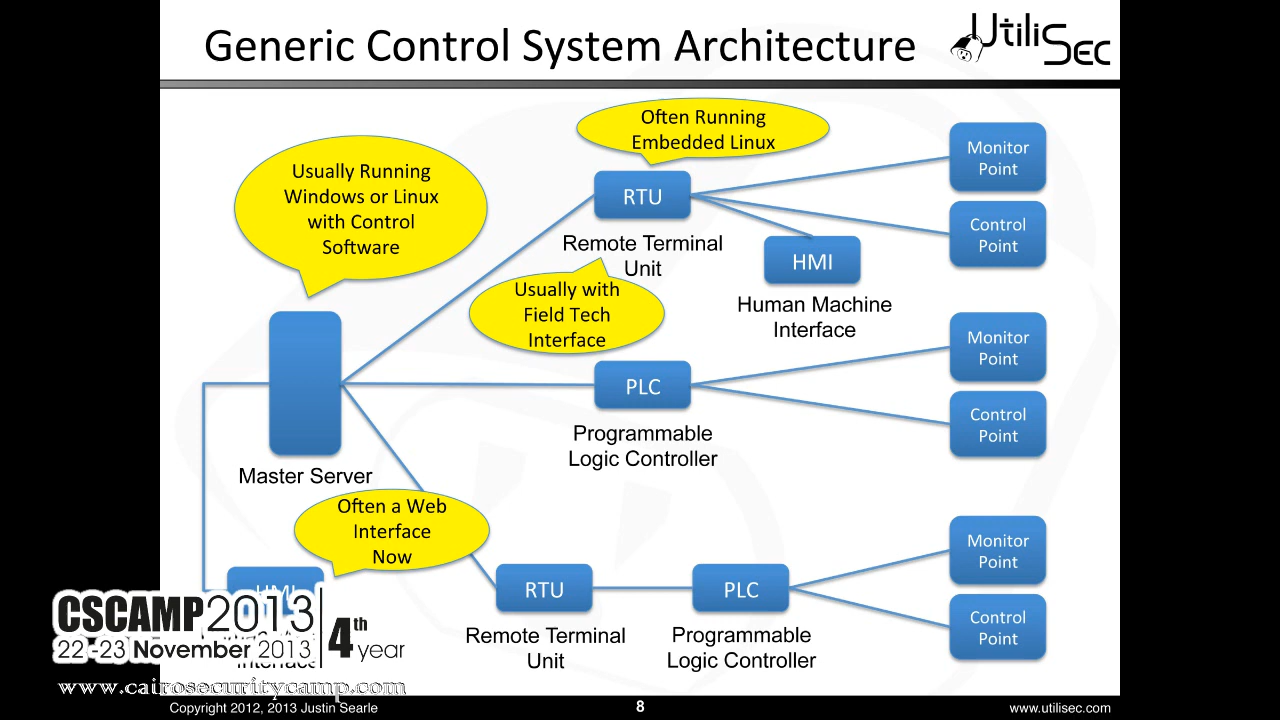 Generic Control System Architecture
UtiliSec
Often Running
Embedded Linux
Monitor
Point
Usually Running
Windows or Linux
with Control
Software
RTU
Control
Point
Remote Terminal
Unit
HMI
Usually with
Field Tech
Interface
Human Machine
Interface
Monitor
Point
PLC
Control
Point
Programmable
Logic Controller
Master Server
Often a Web
Interface
Now
Monitor
Point
HMI
RTU
PLC
Control
Point
Remote Terminal
Unit
Programmable
Logic Controller
Interface
CSCAMP2013
22-23 November 2013
4th
year
www.cairosecuritycamp.com
Copyright 2012, 2013 Justin Searle
8
www.utilisec.com